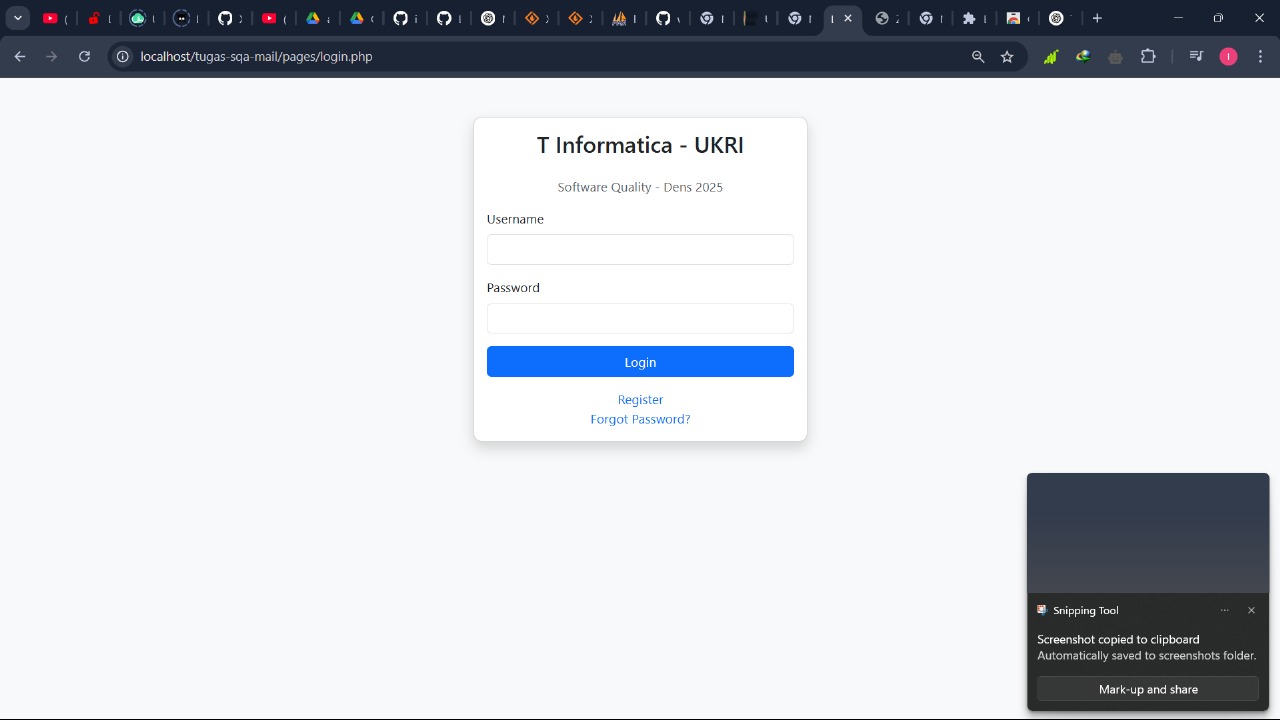 localhost/tugas-sqa-mail/pages/login.php
T Informatica - UKRI
Software Quality - Dens 2025
Username
Password
Login
Register
Forgot Password?
Snipping Tool
Screenshot copied to clipboard
Automatically saved to screenshots folder.
Mark-up and share